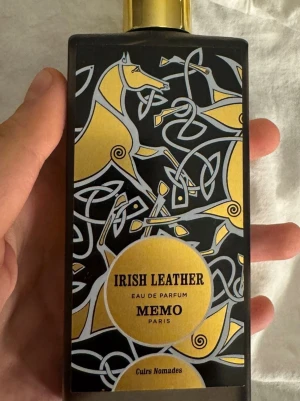 IRISH LEATHER
EAU DE PARFUM
MEMO
PARIS
Cuirs Nomades